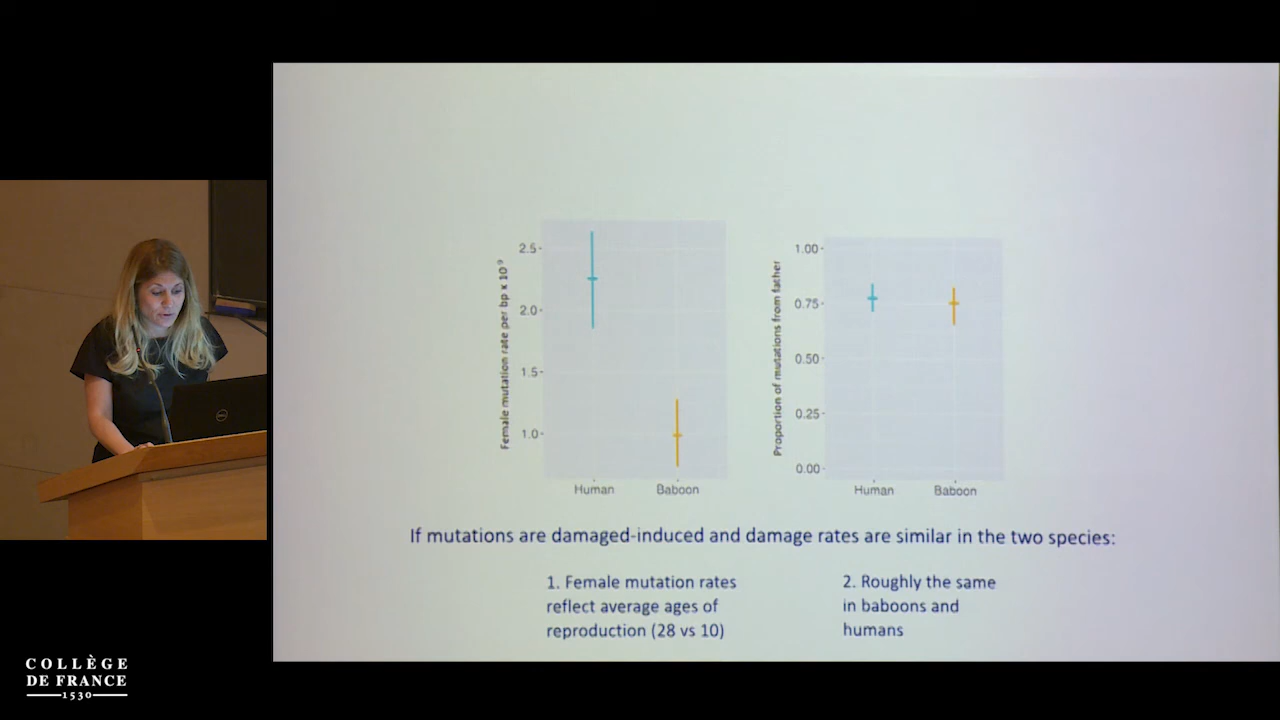 Female mutation rate per bp x 10⁻⁹
2.5
2.0
1.5
1.0
Human
Baboon
Proportion of mutations from father
1.00
0.75
0.50
0.25
0.00
Human
Baboon
If mutations are damaged-induced and damage rates are similar in the two species:
1. Female mutation rates
reflect average ages of
reproduction (28 vs 10)
2. Roughly the same
in baboons and
humans
DELL
COLLÈGE
DE FRANCE
1530